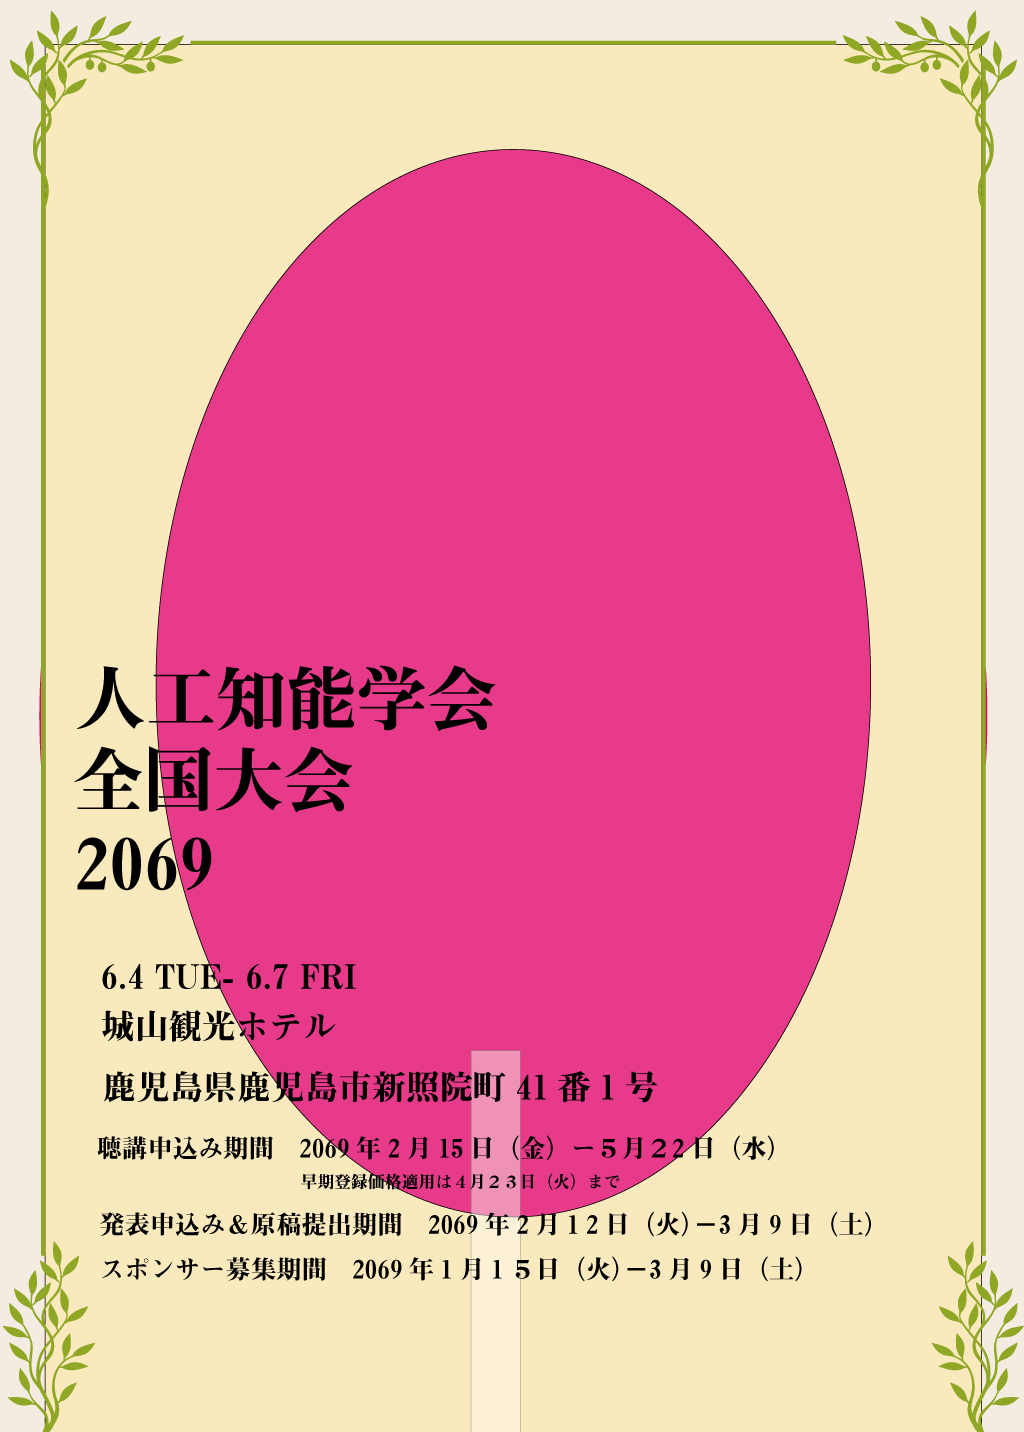 人工知能学会
全国大会
2069
6.4 TUE- 6.7 FRI
城山観光ホテル
鹿児島県鹿児島市新照院町 41 番 1 号
聴講申込み期間　2069 年 2 月 15 日（金）ー５月２２日（水）
早期登録価格適用は４月２３日（火）まで
発表申込み＆原稿提出期間　2069 年 2 月 1 2 日（火）－3 月 9 日（土）
スポンサー募集期間　2069 年 1 月 1 ５日（火）－3 月 9 日（土）